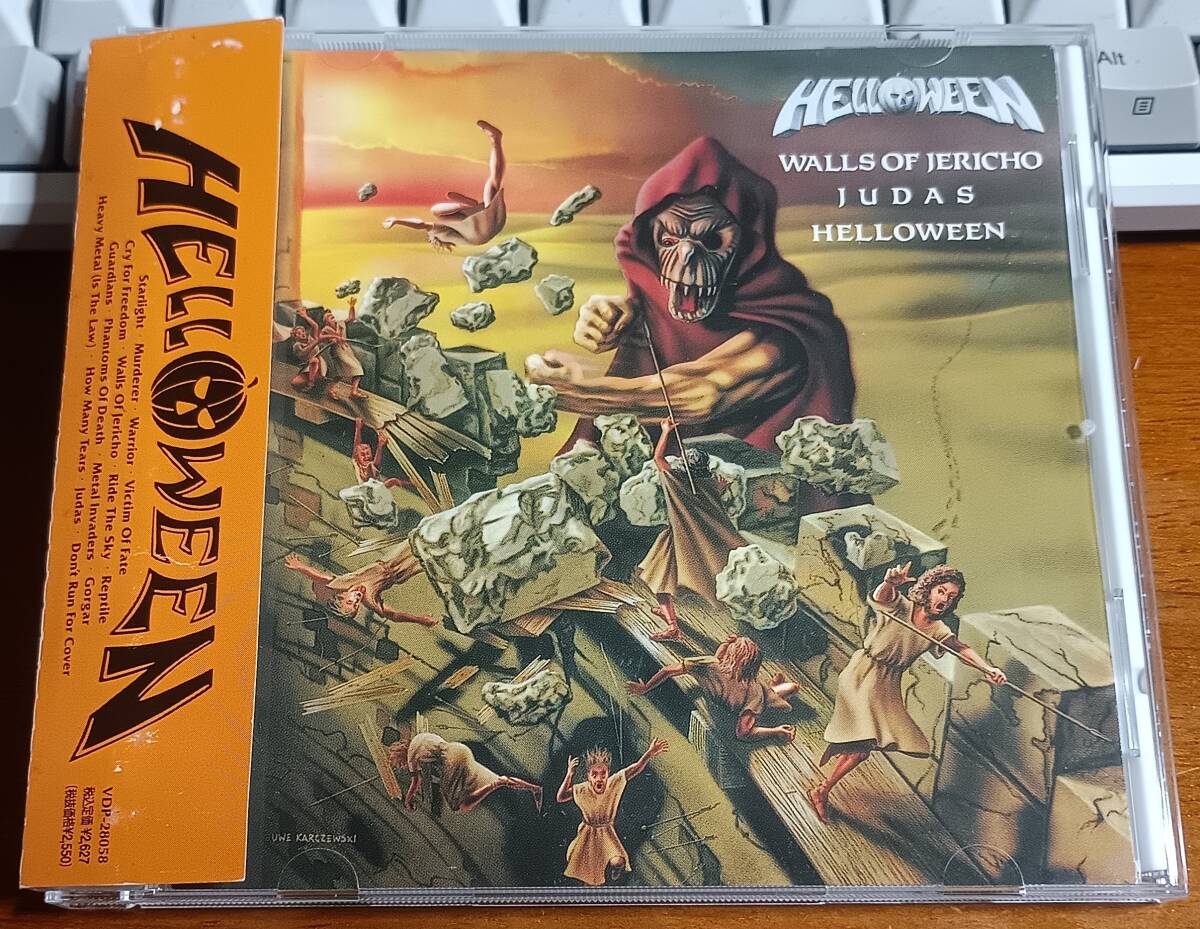 HELLOWEEN
Starlight · Murderer · Warrior · Victim Of Fate
Cry For Freedom · Walls Of Jericho · Ride The Sky · Reptile
Guardians · Phantoms Of Death · Metal Invaders · Gorgar
Heavy Metal (Is The Law) · How Many Tears · Judas · Don't Run For Cover
VDP-28058
税込定価 ¥2,627
(税抜価格¥2,550)
HELLOWEEN
WALLS OF JERICHO
JUDAS
HELLOWEEN
UWE KARCZEWSKI
Alt